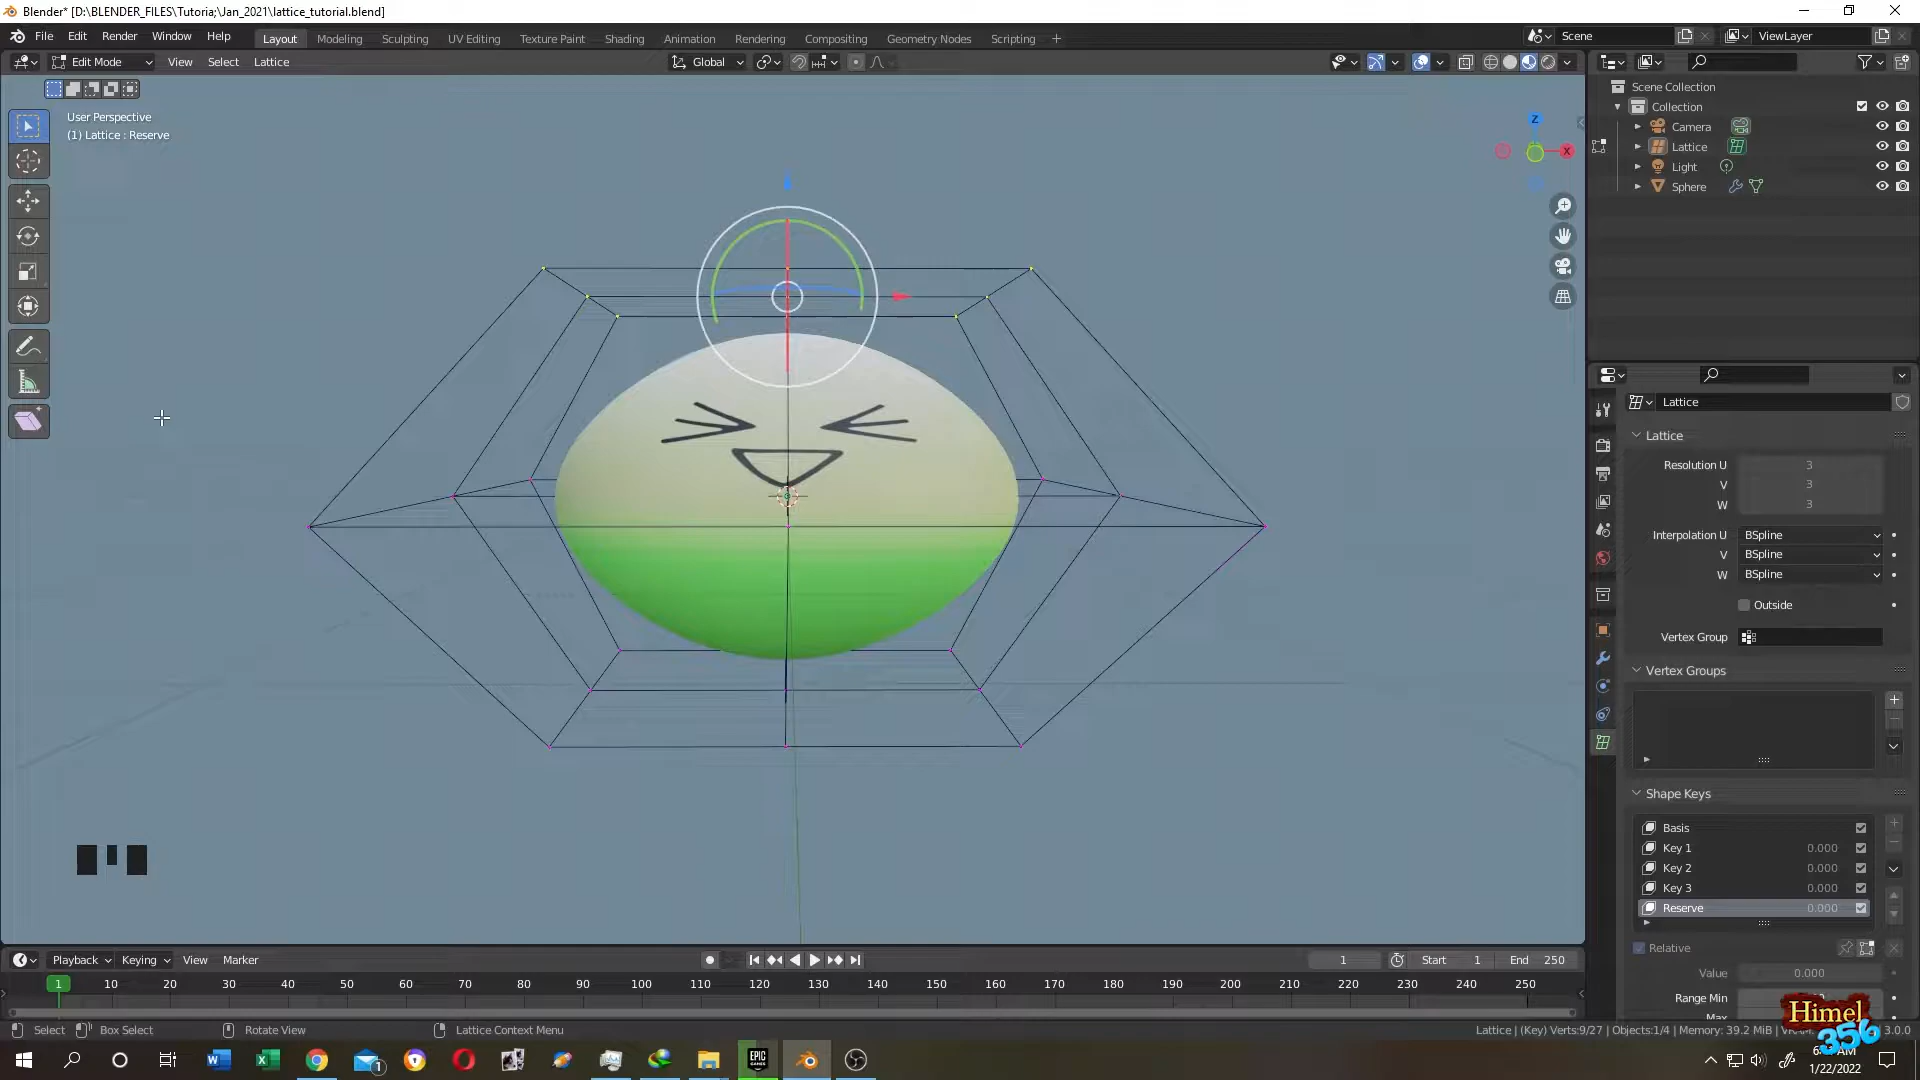 Blender* [D:\BLENDER_FILES\Tutoria;\Jan_2021\lattice_tutorial.blend]
File Edit Render Window Help
Layout Modeling Sculpting UV Editing Texture Paint Shading Animation Rendering Compositing Geometry Nodes Scripting +
Scene ViewLayer
Edit Mode View Select Lattice Global
User Perspective
(1) Lattice : Reserve
Z
X
Scene Collection
Collection
Camera
Lattice
Light
Sphere
Lattice
Lattice
Resolution U 3
V 3
W 3
Interpolation U BSpline
V BSpline
W BSpline
Outside
Vertex Group
Vertex Groups
Shape Keys
Basis
Key 1 0.000
Key 2 0.000
Key 3 0.000
Reserve 0.000
Relative
Value 0.000
Range Min
Max
Playback Keying View Marker 1 Start 1 End 250
1 10 20 30 40 50 60 70 80 90 100 110 120 130 140 150 160 170 180 190 200 210 220 230 240 250
Select Box Select Rotate View Lattice Context Menu
Lattice | (Key) Verts:9/27 | Objects:1/4 | Memory: 39.2 MiB | 3.0.0
Himel
356
EPIC GAMES
1
1/22/2022